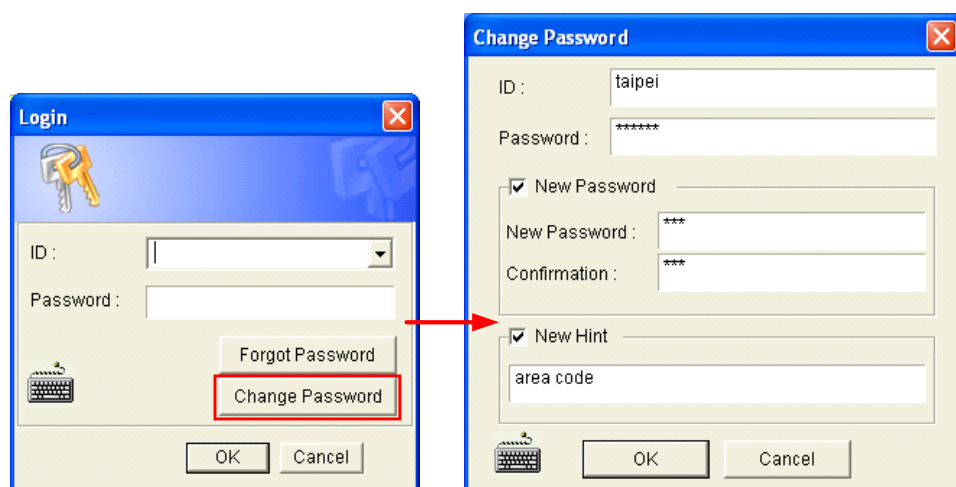 Login
ID :
Password :
Forgot Password
Change Password
OK Cancel
Change Password
ID : taipei
Password : ******
New Password
New Password : ***
Confirmation : ***
New Hint
area code
OK Cancel